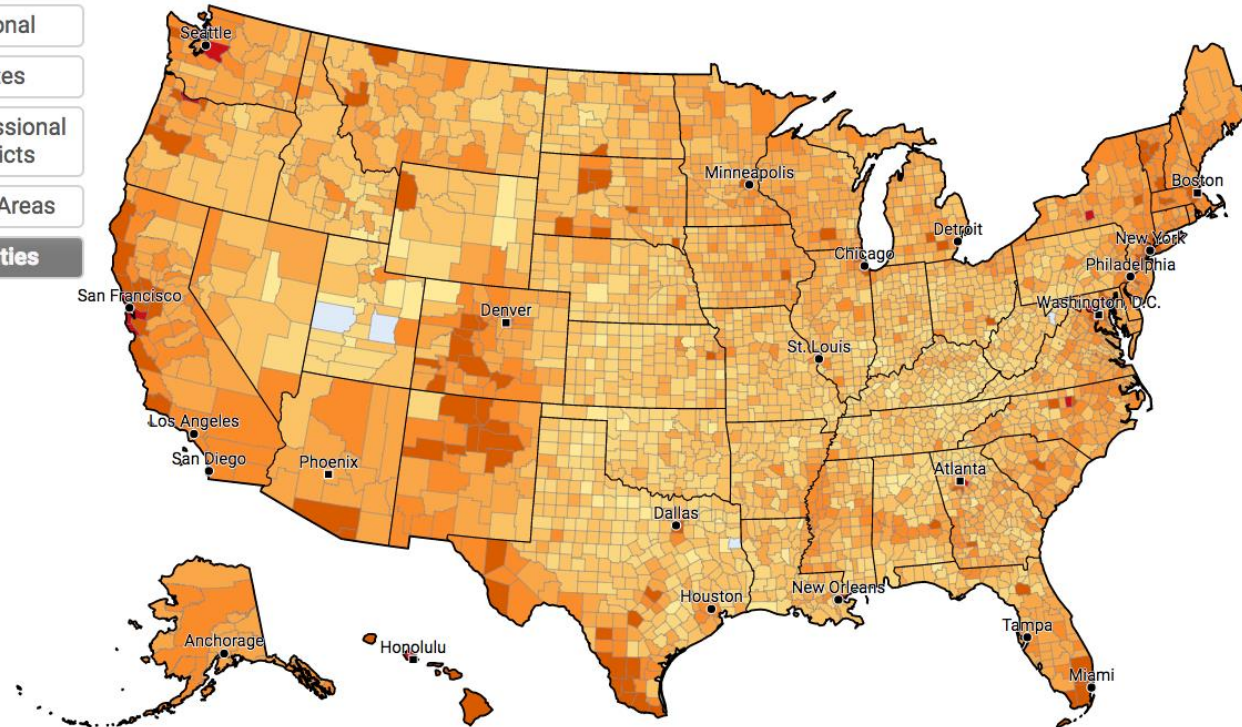 onal
tes
ssional
icts
Areas
ties
Seattle
Minneapolis
Boston
Detroit
New York
Chicago
Philadelphia
San Francisco
Washington, D.C.
Denver
St. Louis
Los Angeles
San Diego
Phoenix
Atlanta
Dallas
New Orleans
Houston
Tampa
Anchorage
Honolulu
Miami